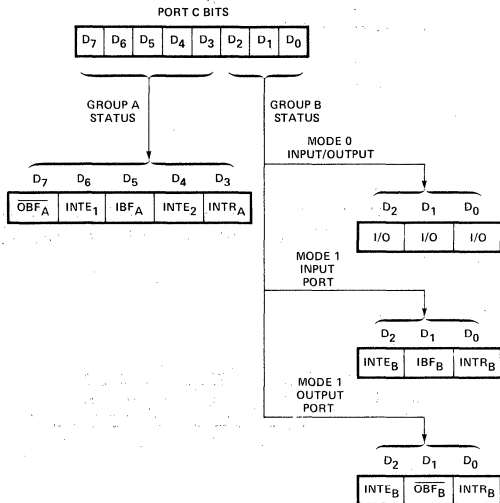 PORT C BITS
D7 D6 D5 D4 D3 D2 D1 D0
GROUP A
STATUS
GROUP B
STATUS
MODE 0
INPUT/OUTPUT
D7 D6 D5 D4 D3
OBFA INTE1 IBFA INTE2 INTRA
D2 D1 D0
I/O I/O I/O
MODE 1
INPUT
PORT
D2 D1 D0
INTEB IBFB INTRB
MODE 1
OUTPUT
PORT
D2 D1 D0
INTEB OBFB INTRB